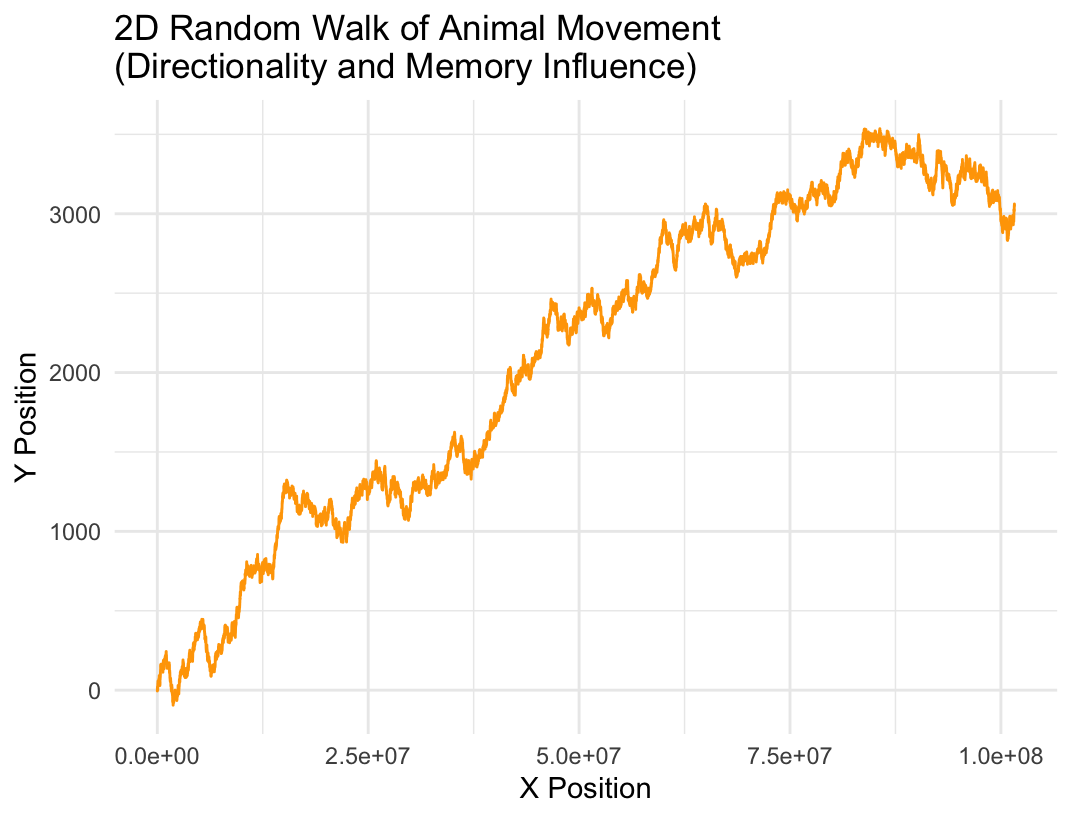 2D Random Walk of Animal Movement
(Directionality and Memory Influence)
Y Position
3000
2000
1000
0
0.0e+00 2.5e+07 5.0e+07 7.5e+07 1.0e+08
X Position